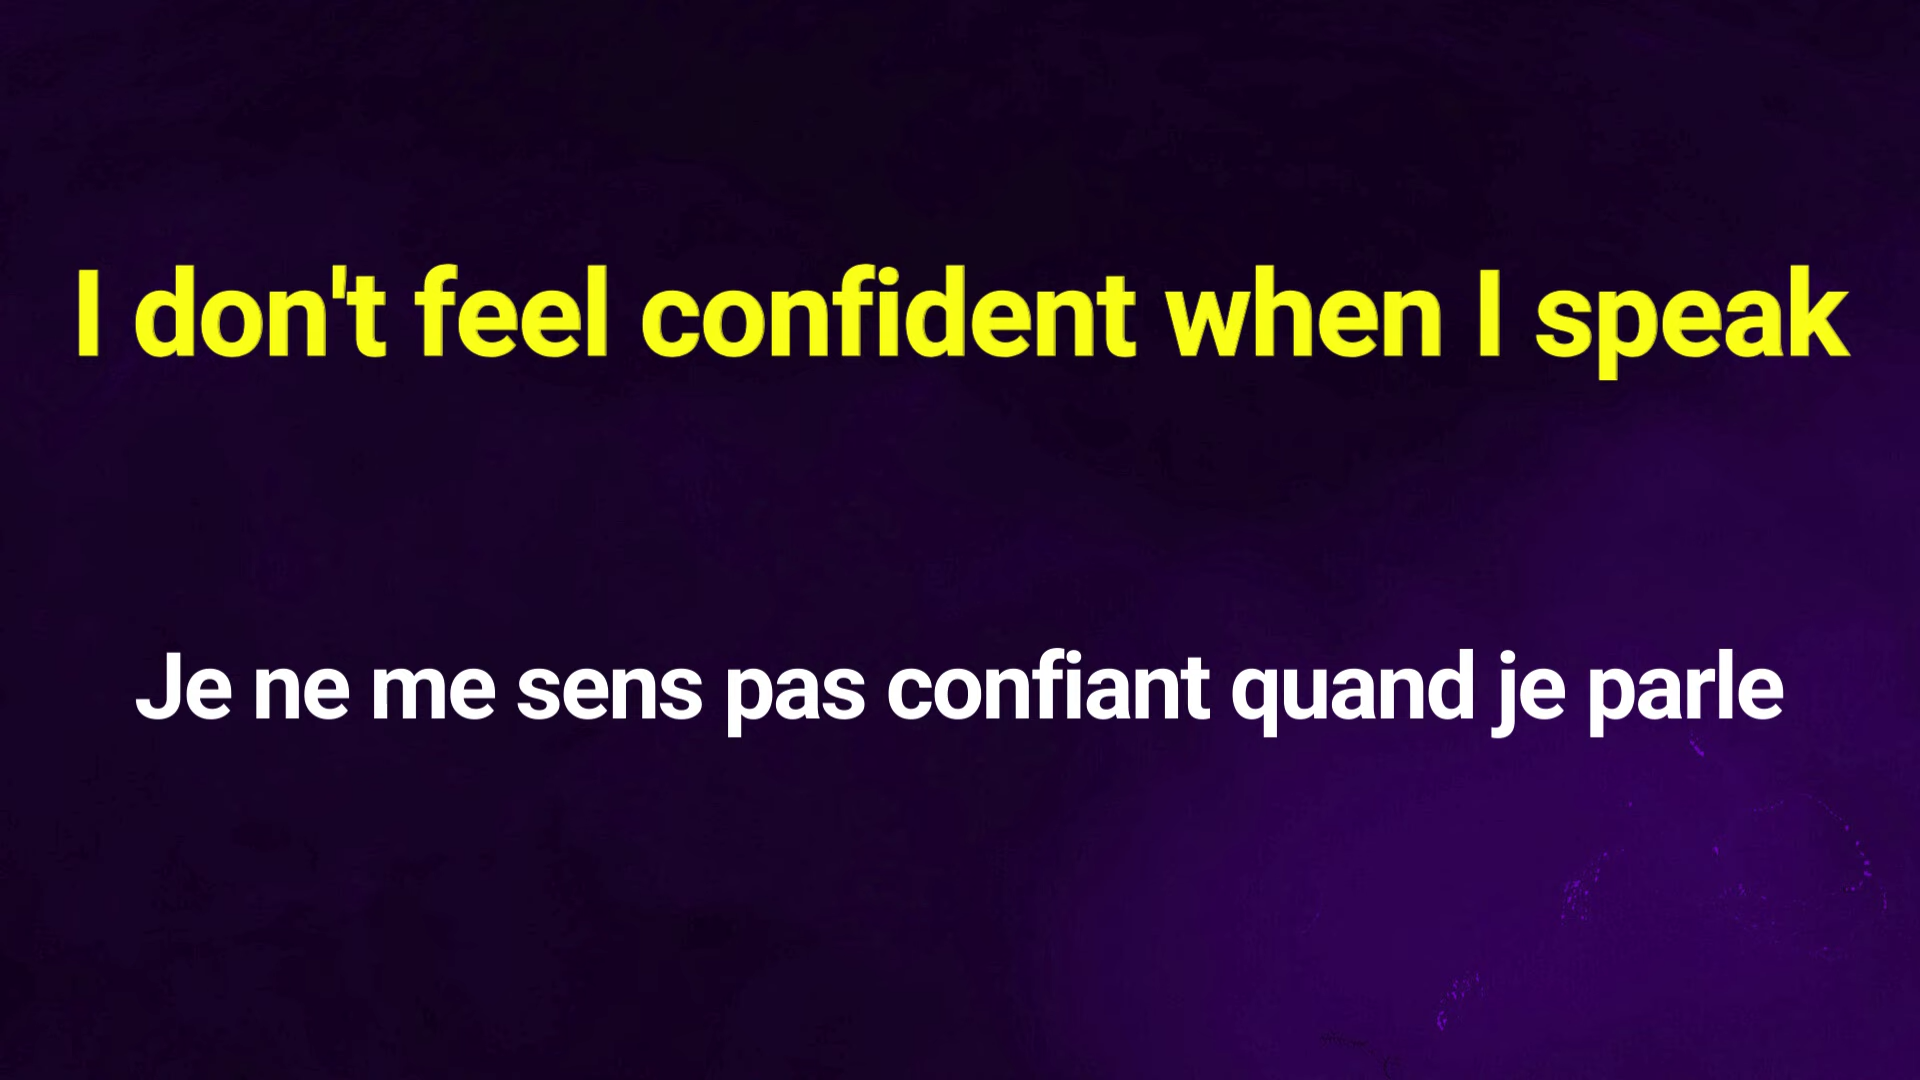 I don't feel confident when I speak
Je ne me sens pas confiant quand je parle